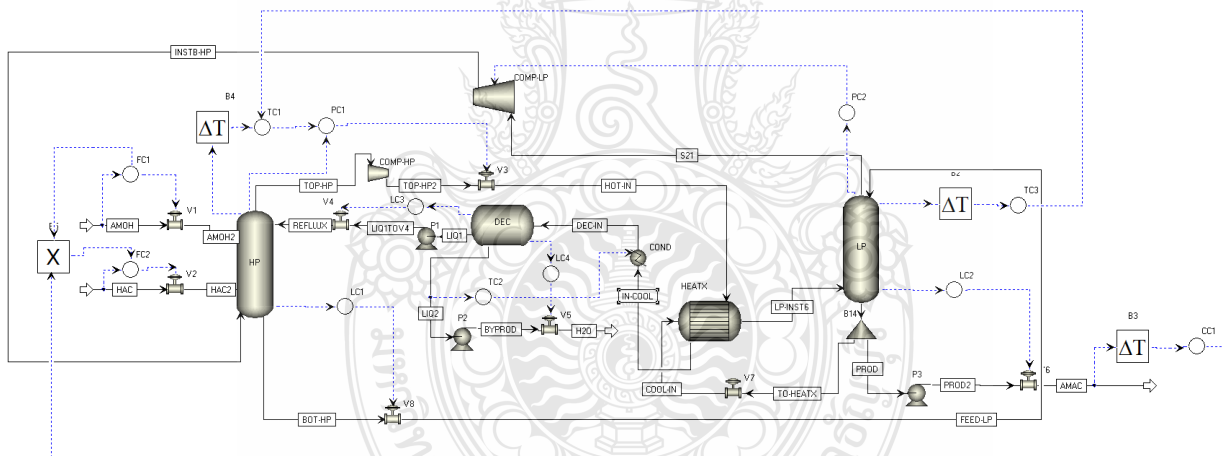 INSTB-HP
COMP-LP
B4
TC1
PC1
PC2
ΔT
FC1
COMP-HP
V3
S21
B2
TC3
ΔT
TOP-HP
TOP-HP2
HOT-IN
V1
AMOH
AMOH2
V4
LC3
REFLUX
LIQ1TOV4
P1
LIQ1
DEC
DEC-IN
COND
LP
X
FC2
V2
HAC
HAC2
HP
LC4
TC2
LC1
LIQ2
IN-COOL
HEATX
LP-INST6
LC2
B14
B3
ΔT
CC1
P2
BYPROD
V5
H2O
COOL-IN
V7
TO-HEATX
PROD
P3
PROD2
AMAC
V8
BOT-HP
FEED-LP